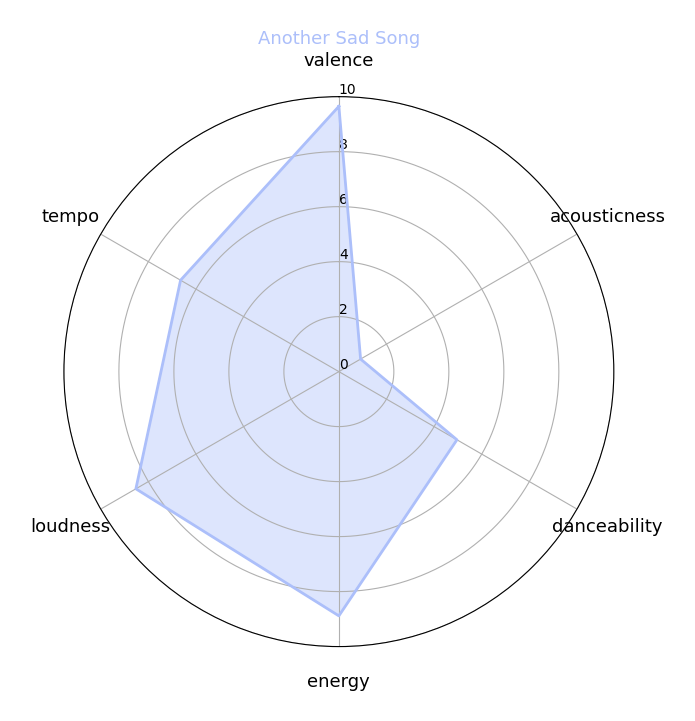 Another Sad Song
valence
10
8
6
4
2
0
tempo
acousticness
loudness
danceability
energy